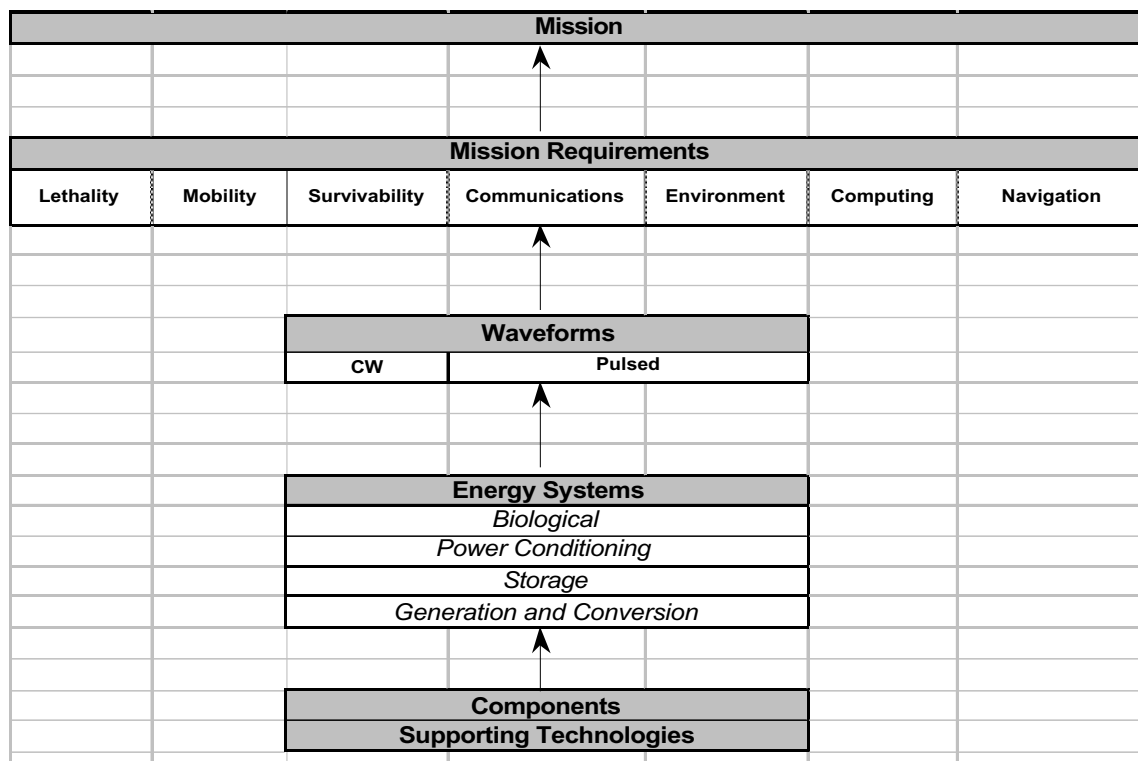 Mission
Mission Requirements
Lethality Mobility Survivability Communications Environment Computing Navigation
Waveforms
CW Pulsed
Energy Systems
Biological
Power Conditioning
Storage
Generation and Conversion
Components
Supporting Technologies